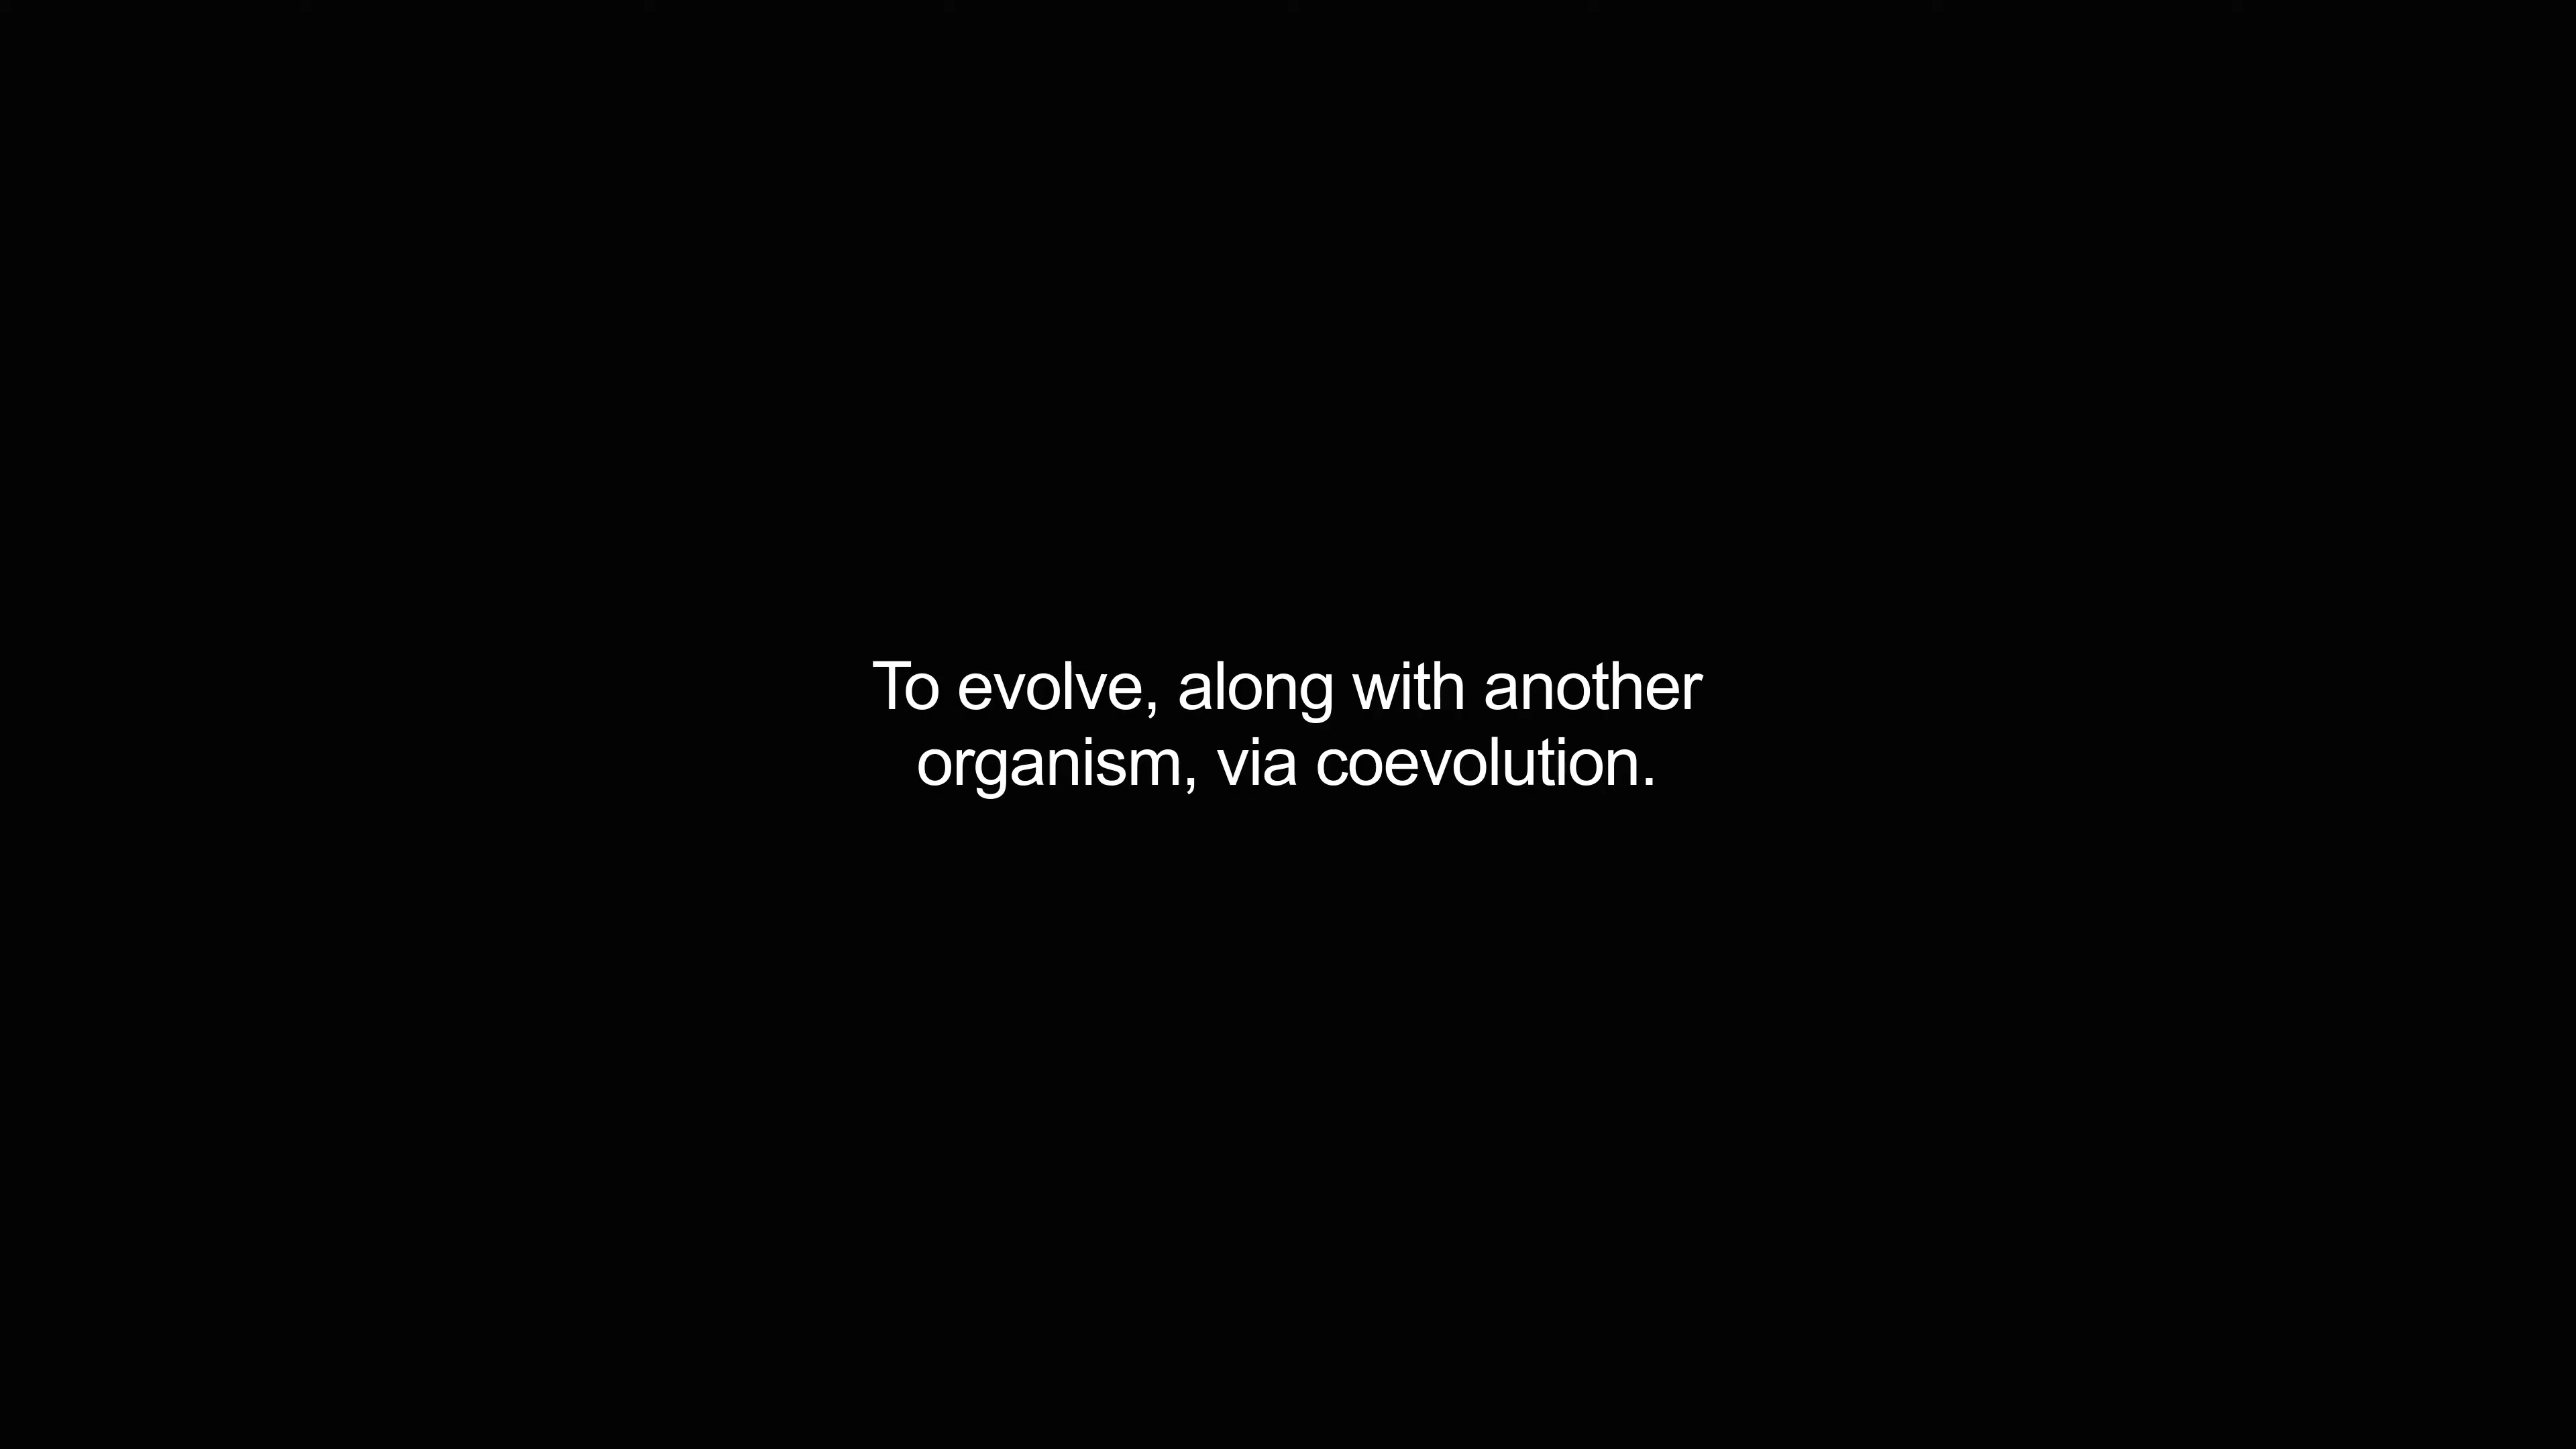 To evolve, along with another
organism, via coevolution.